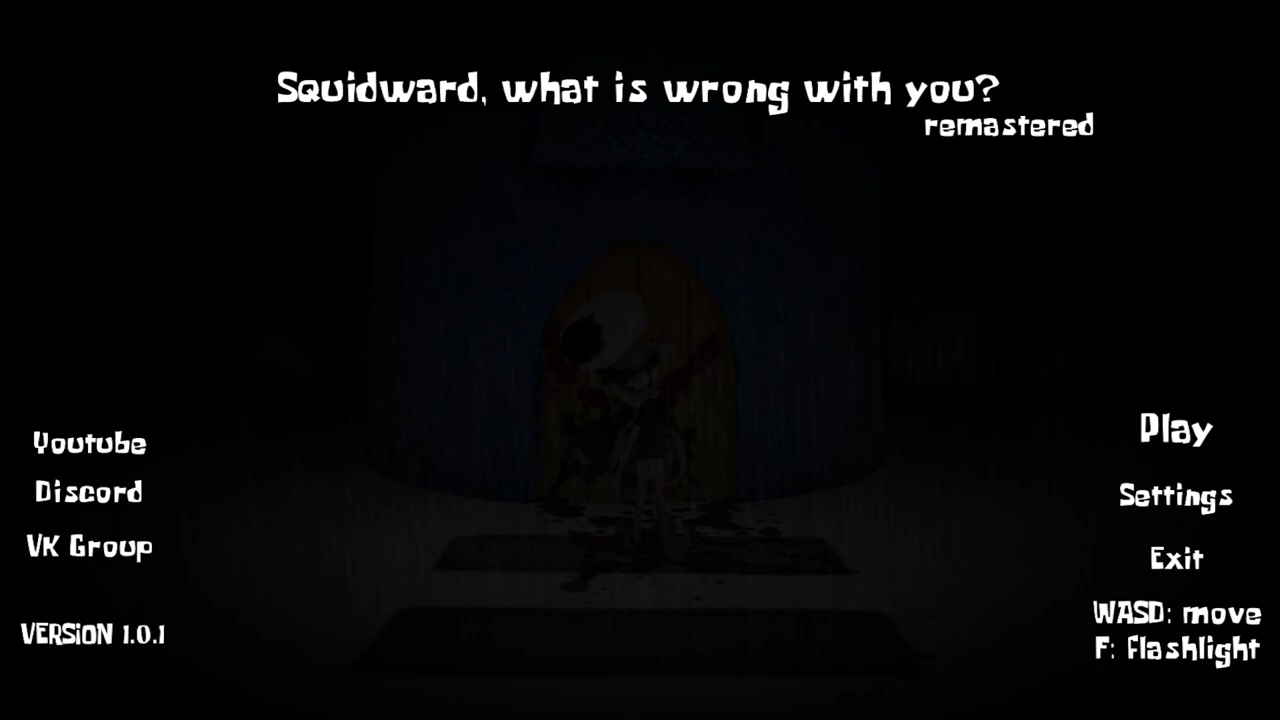 Squidward, what is wrong with you?
remastered
Youtube
Discord
VK Group
VERSiON 1.0.1
Play
Settings
Exit
WASD: move
F: flashlight